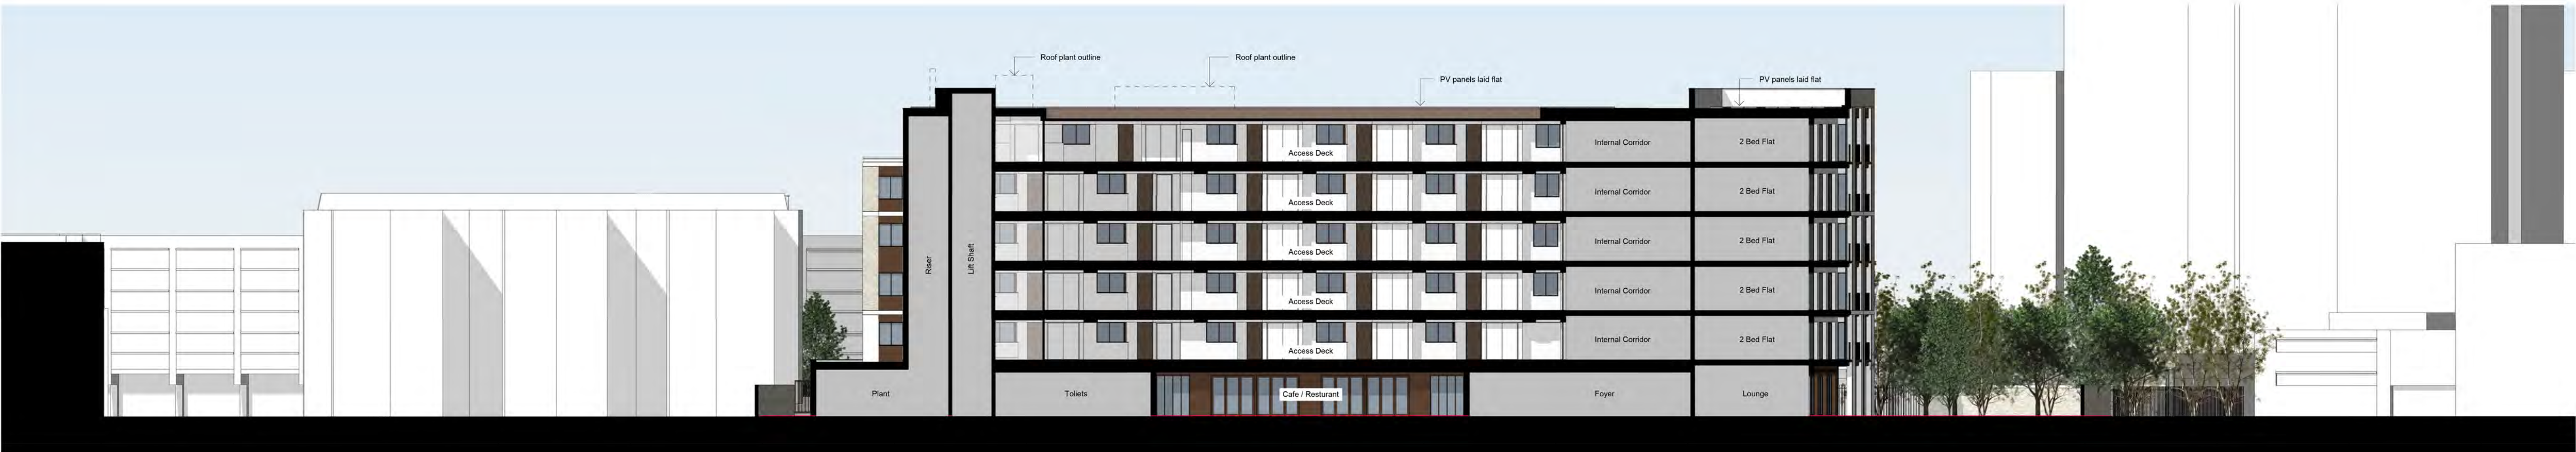 Roof plant outline
Roof plant outline
PV panels laid flat
PV panels laid flat
Access Deck
Internal Corridor
2 Bed Flat
Access Deck
Internal Corridor
2 Bed Flat
Riser
Lift Shaft
Access Deck
Internal Corridor
2 Bed Flat
Access Deck
Internal Corridor
2 Bed Flat
Access Deck
Internal Corridor
2 Bed Flat
Plant
Toliets
Cafe / Resturant
Foyer
Lounge